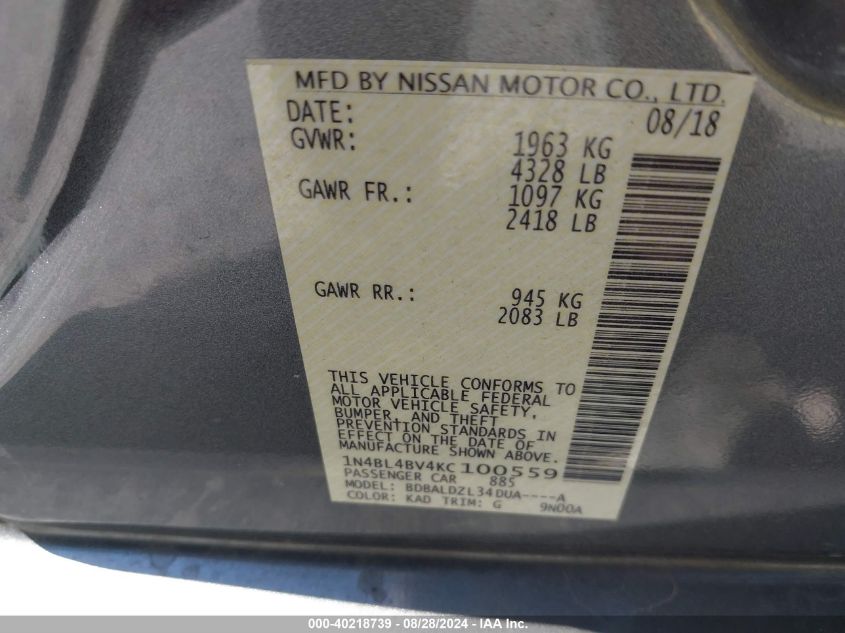 MFD BY NISSAN MOTOR CO., LTD.
DATE: 08/18
GVWR: 1963 KG
4328 LB
GAWR FR.: 1097 KG
2418 LB
GAWR RR.: 945 KG
2083 LB
THIS VEHICLE CONFORMS TO
ALL APPLICABLE FEDERAL
MOTOR VEHICLE SAFETY,
BUMPER, AND THEFT
PREVENTION STANDARDS IN
EFFECT ON THE DATE OF
MANUFACTURE SHOWN ABOVE.
1N4BL4BV4KC100559
PASSENGER CAR 885
MODEL: BDBALDZL34DUA----A
COLOR: KAD TRIM: G 9N00A
000-40218739 - 08/28/2024 - IAA Inc.